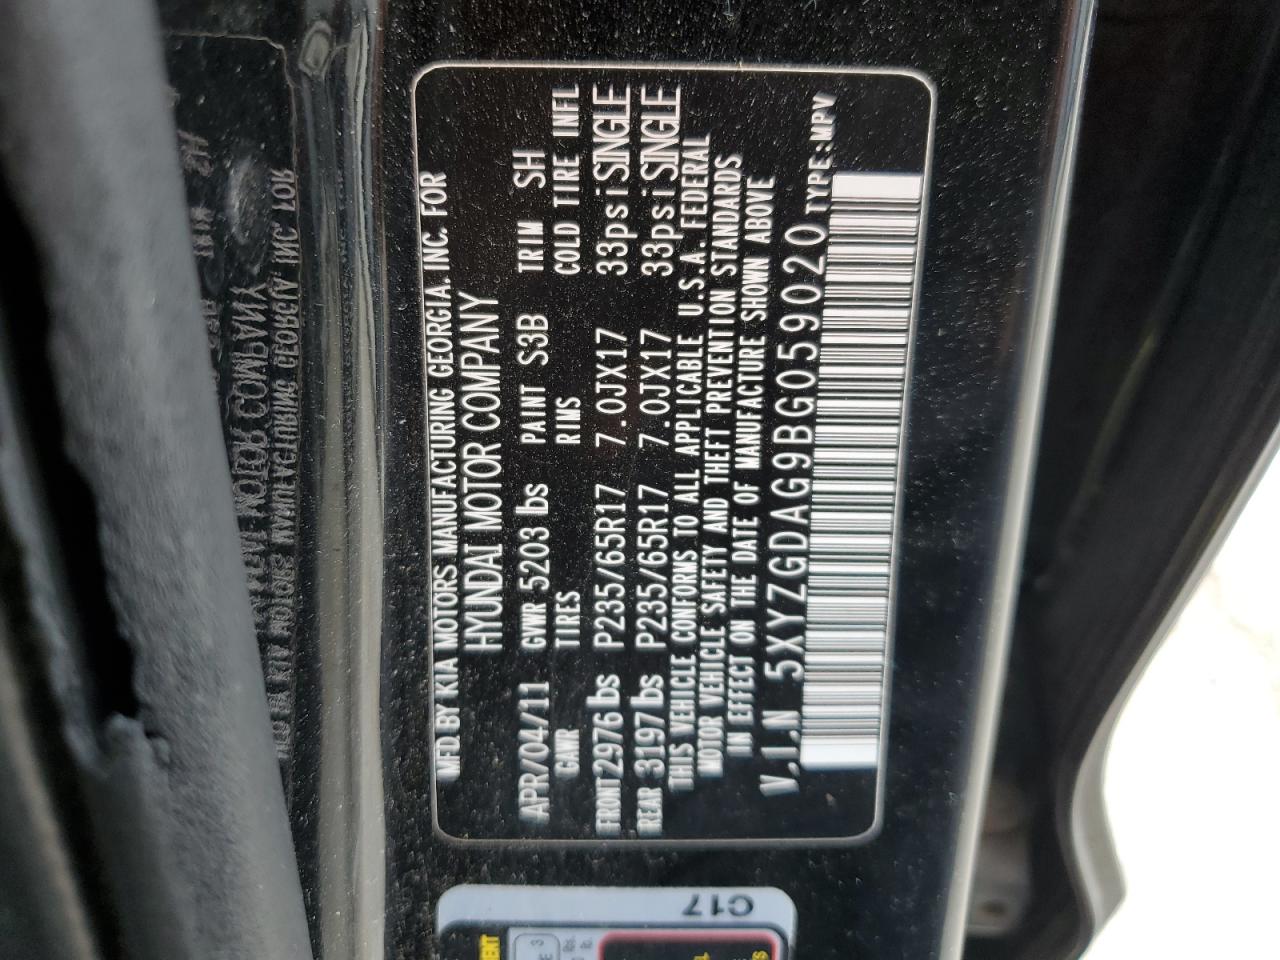 MFD. BY KIA MOTORS MANUFACTURING GEORGIA. INC. FOR
HYUNDAI MOTOR COMPANY
APR/04/11 GVWR 5203 lbs PAINT S3B TRIM SH
GAWR TIRES RIMS COLD TIRE INFL
FRONT 2976 lbs P235/65R17 7.0JX17 33psi SINGLE
REAR 3197 lbs P235/65R17 7.0JX17 33psi SINGLE
THIS VEHICLE CONFORMS TO ALL APPLICABLE U.S.A. FEDERAL
MOTOR VEHICLE SAFETY AND THEFT PREVENTION STANDARDS
IN EFFECT ON THE DATE OF MANUFACTURE SHOWN ABOVE
V.I.N 5XYZGDAG9BG059020 TYPE:MPV
C17